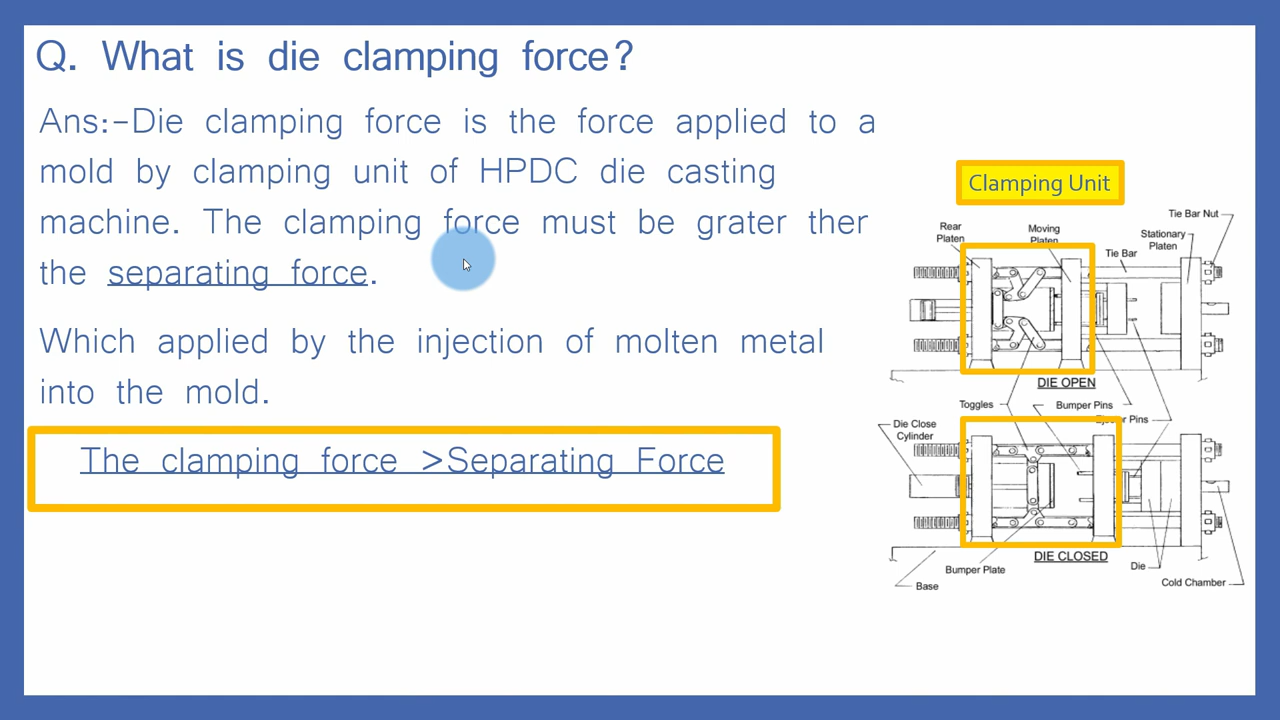 Q. What is die clamping force?
Ans:-Die clamping force is the force applied to a
mold by clamping unit of HPDC die casting
machine. The clamping force must be grater ther
the separating force.
Which applied by the injection of molten metal
into the mold.
The clamping force >Separating Force
Clamping Unit
Tie Bar Nut
Rear
Platen
Moving
Platen
Stationary
Platen
Tie Bar
DIE OPEN
Toggles
Bumper Pins
Ejector Pins
Die Close
Cylinder
DIE CLOSED
Bumper Plate
Die
Base
Cold Chamber